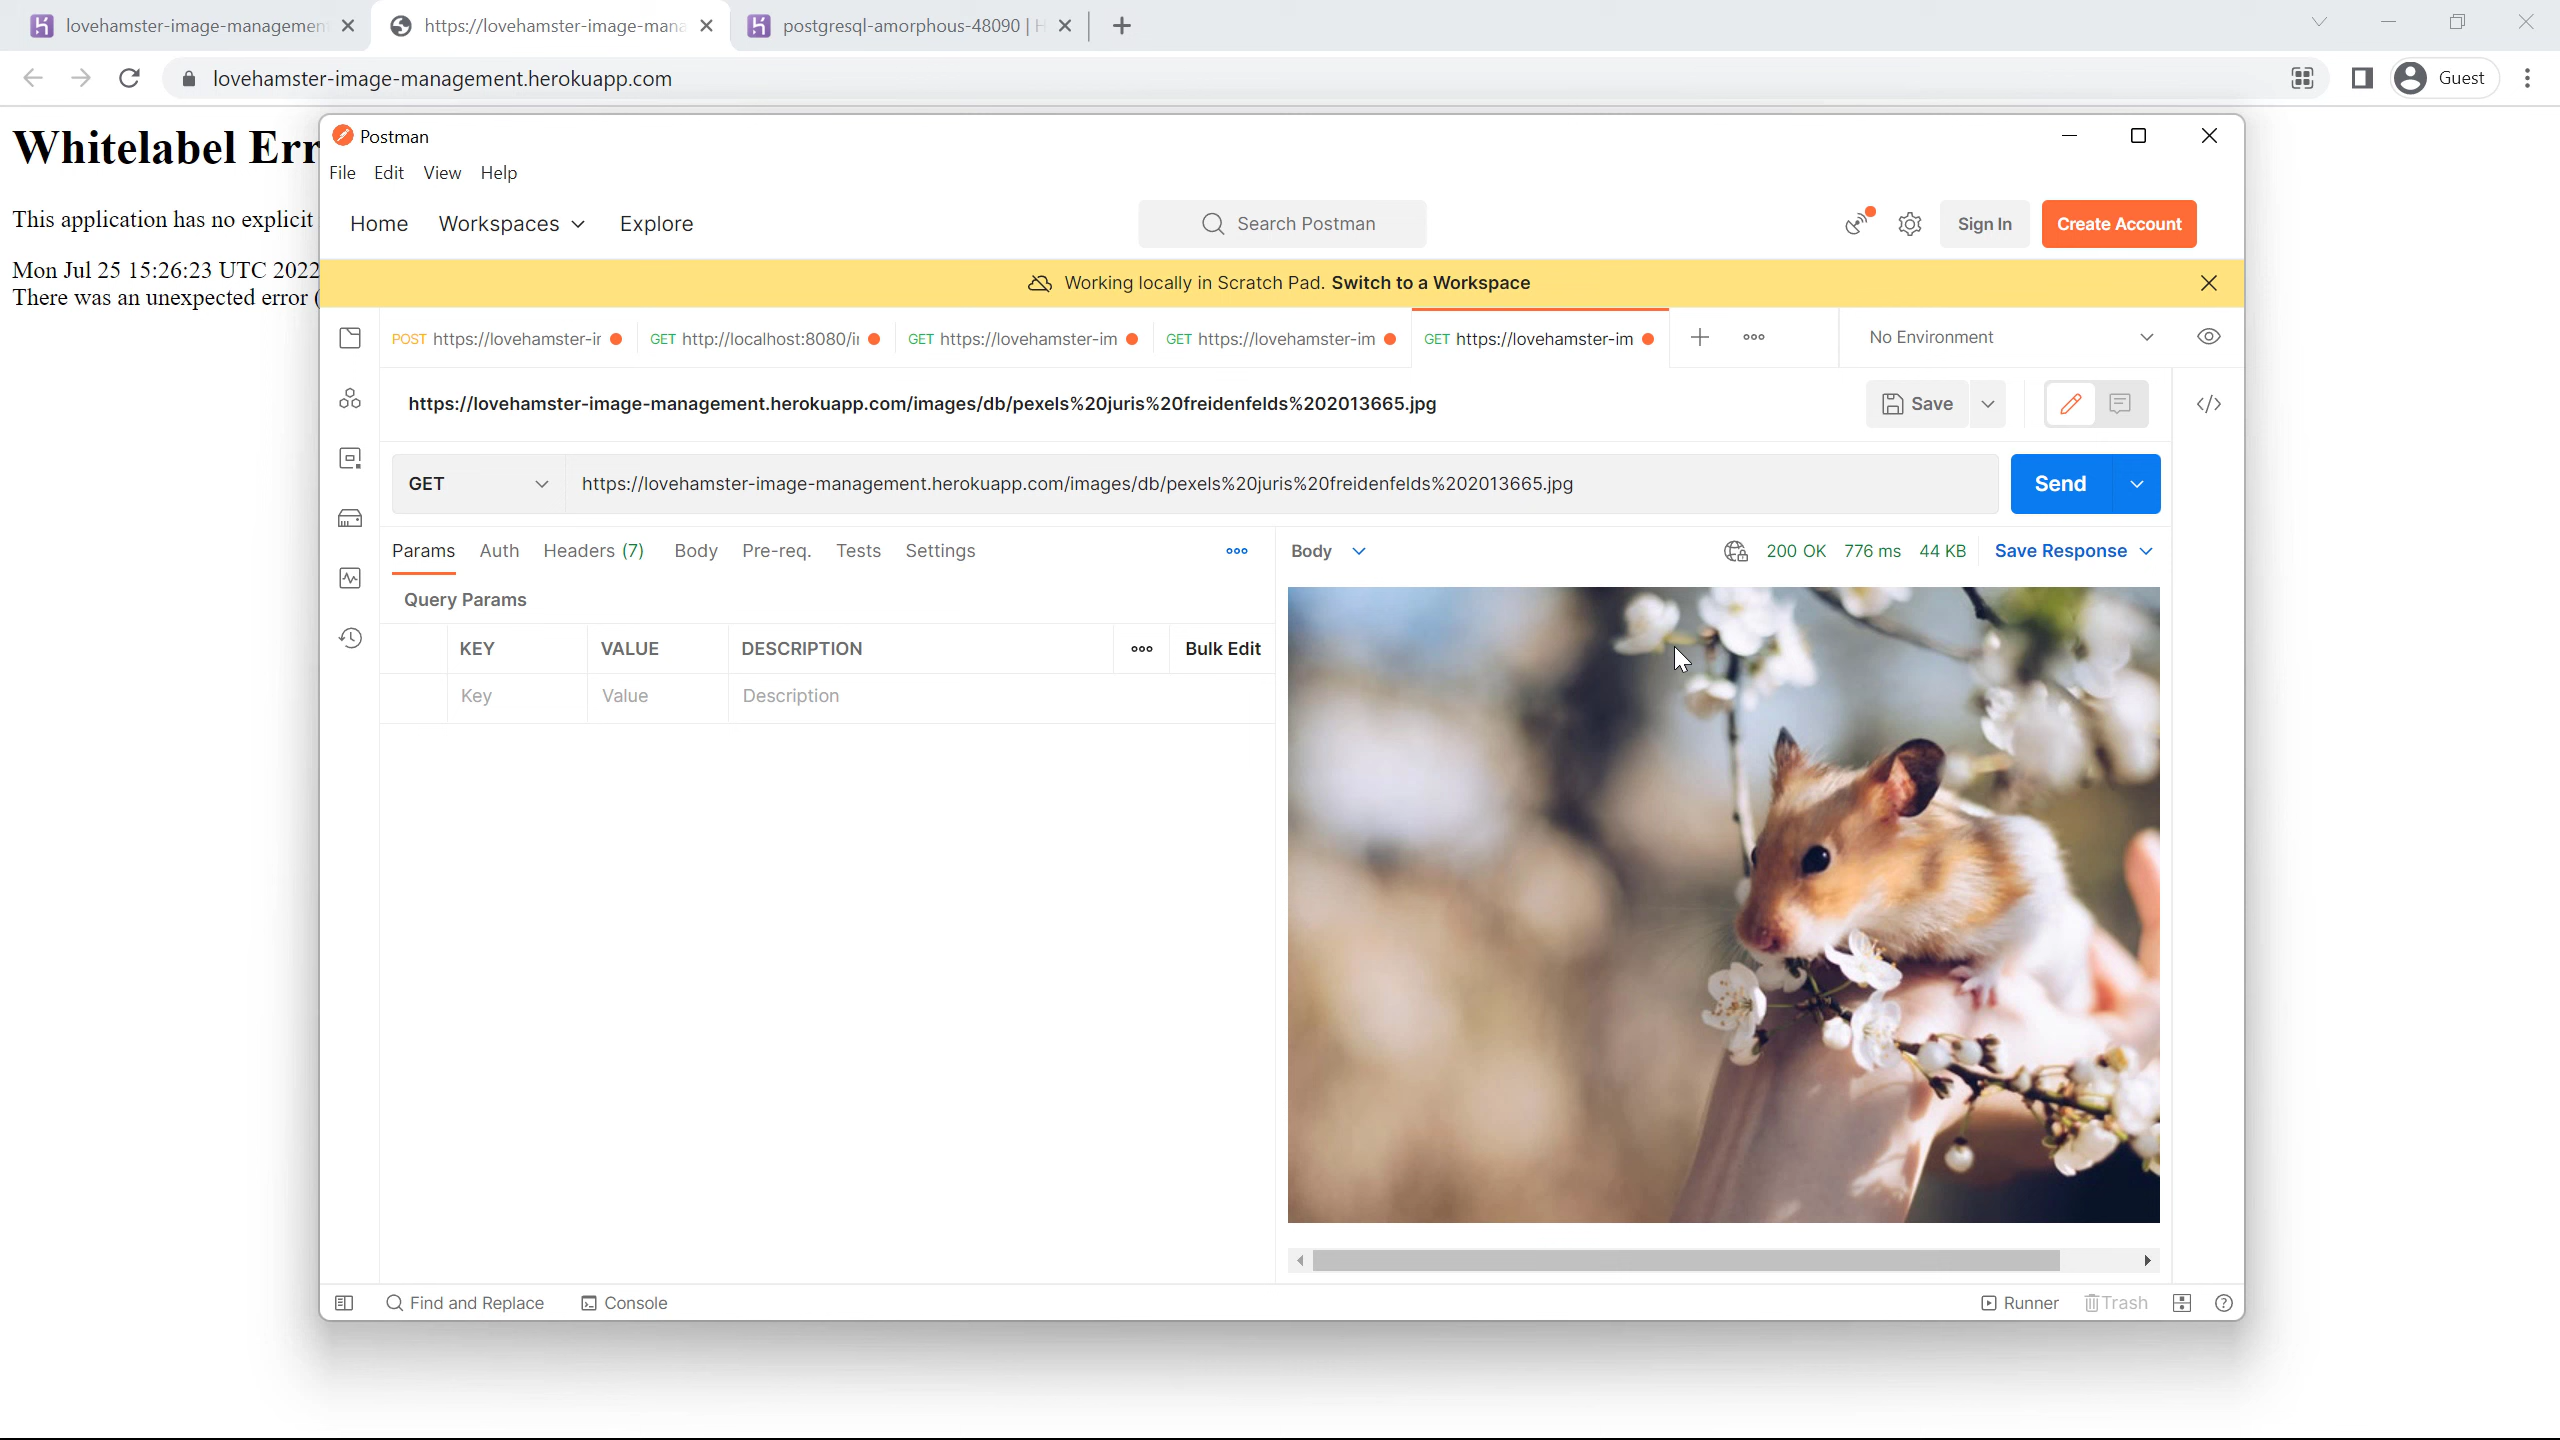 lovehamster-image-managemen
https://lovehamster-image-mana
postgresql-amorphous-48090 | H
lovehamster-image-management.herokuapp.com
Guest
Whitelabel Err
This application has no explicit
Mon Jul 25 15:26:23 UTC 2022
There was an unexpected error (
Postman
File Edit View Help
Home Workspaces Explore
Search Postman
Sign In
Create Account
Working locally in Scratch Pad. Switch to a Workspace
POST https://lovehamster-ir
GET http://localhost:8080/ii
GET https://lovehamster-im
GET https://lovehamster-im
GET https://lovehamster-im
No Environment
https://lovehamster-image-management.herokuapp.com/images/db/pexels%20juris%20freidenfelds%202013665.jpg
Save
GET
https://lovehamster-image-management.herokuapp.com/images/db/pexels%20juris%20freidenfelds%202013665.jpg
Send
Params Auth Headers (7) Body Pre-req. Tests Settings
Body
200 OK 776 ms 44 KB Save Response
Query Params
KEY VALUE DESCRIPTION Bulk Edit
Key Value Description
Find and Replace Console
Runner Trash